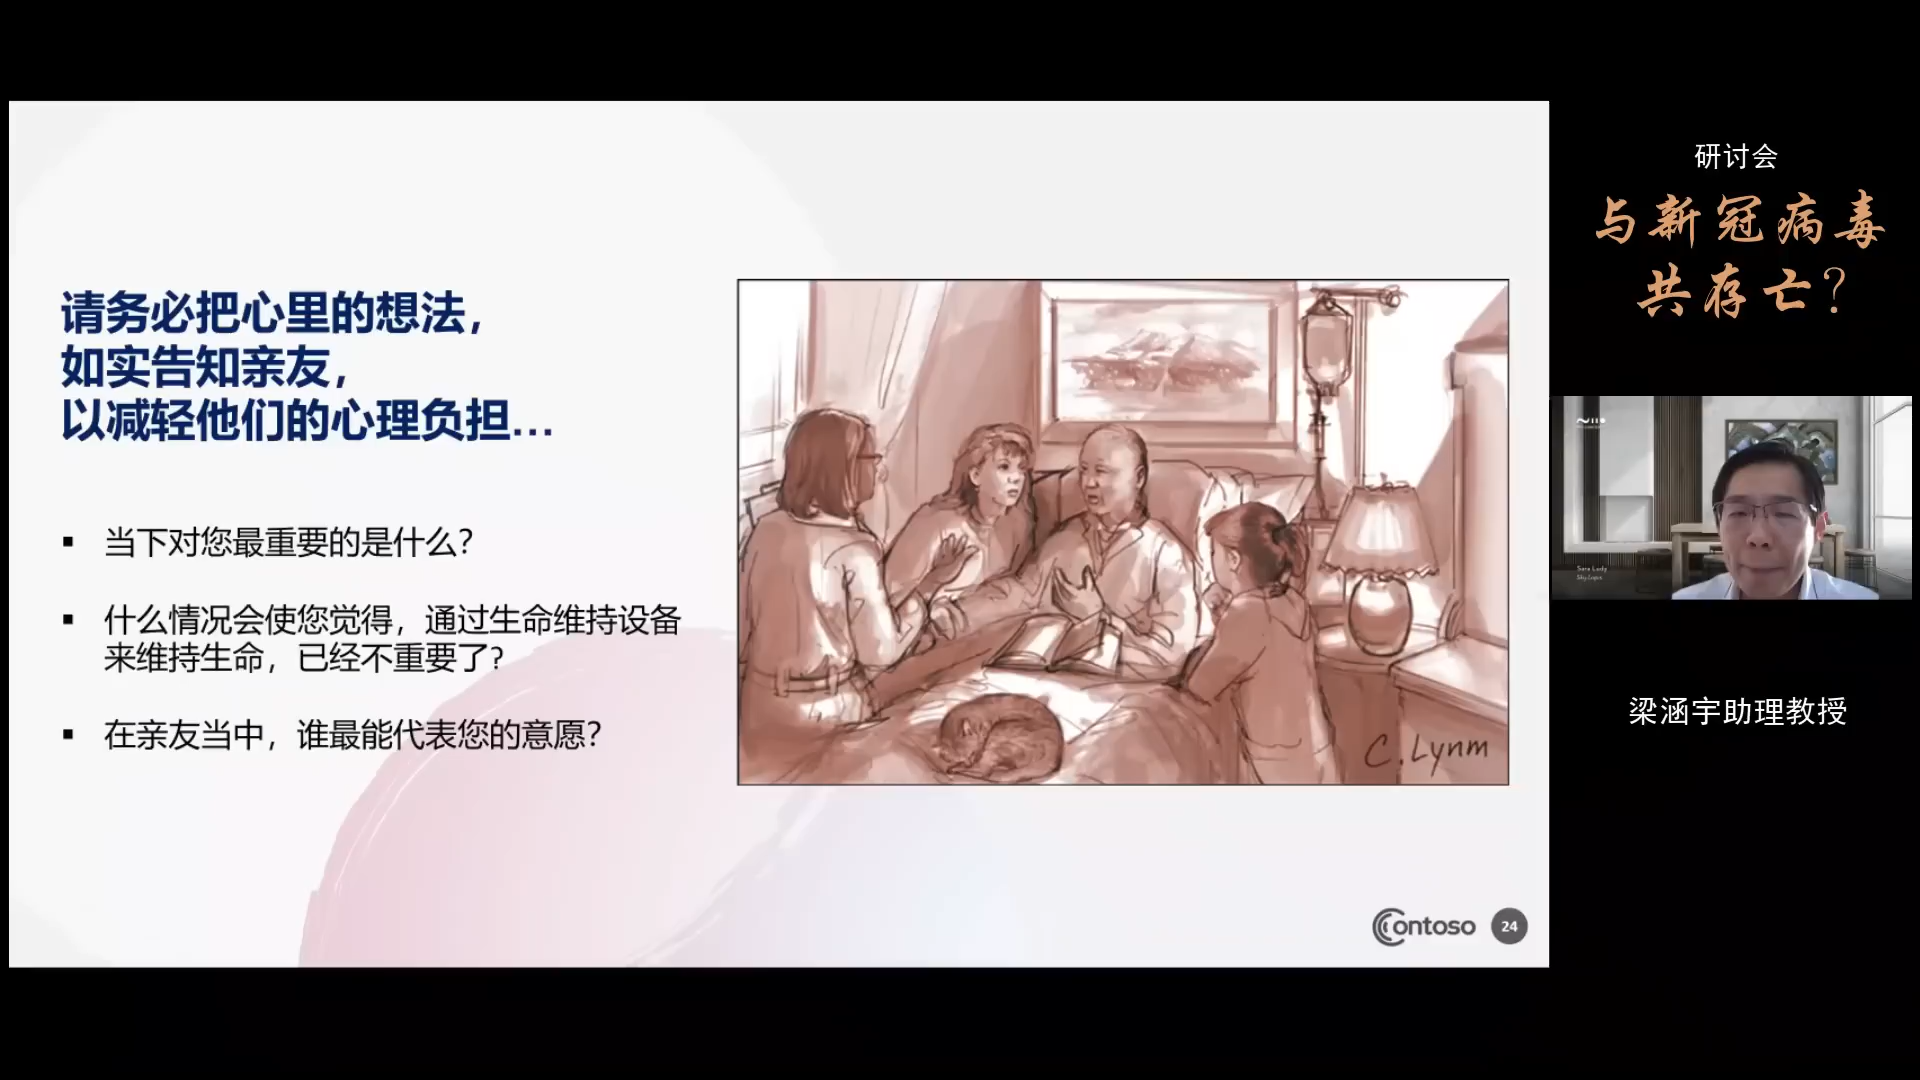 请务必把心里的想法，
如实告知亲友，
以减轻他们的心理负担…
▪ 当下对您最重要的是什么？
▪ 什么情况会使您觉得，通过生命维持设备
来维持生命，已经不重要了？
▪ 在亲友当中，谁最能代表您的意愿？
C. Lynm
Contoso
24
研讨会
与新冠病毒
共存亡？
梁涵宇助理教授